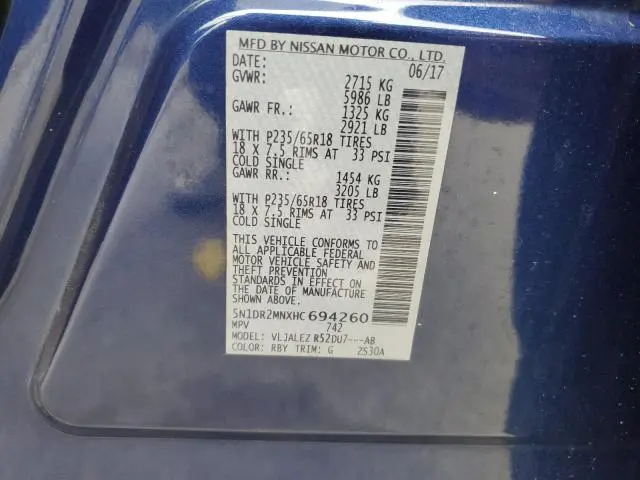 MFD BY NISSAN MOTOR CO., LTD.
DATE: 06/17
GVWR: 2715 KG
5986 LB
GAWR FR.: 1325 KG
2921 LB
WITH P235/65R18 TIRES
18 X 7.5 RIMS AT 33 PSI
COLD SINGLE
GAWR RR.: 1454 KG
3205 LB
WITH P235/65R18 TIRES
18 X 7.5 RIMS AT 33 PSI
COLD SINGLE
THIS VEHICLE CONFORMS TO
ALL APPLICABLE FEDERAL
MOTOR VEHICLE SAFETY AND
THEFT PREVENTION
STANDARDS IN EFFECT ON
THE DATE OF MANUFACTURE
SHOWN ABOVE.
5N1DR2MNXHC694260
MPV 742
MODEL: VLJALEZ R52DU7---AB
COLOR: RBY TRIM: G 2S30A